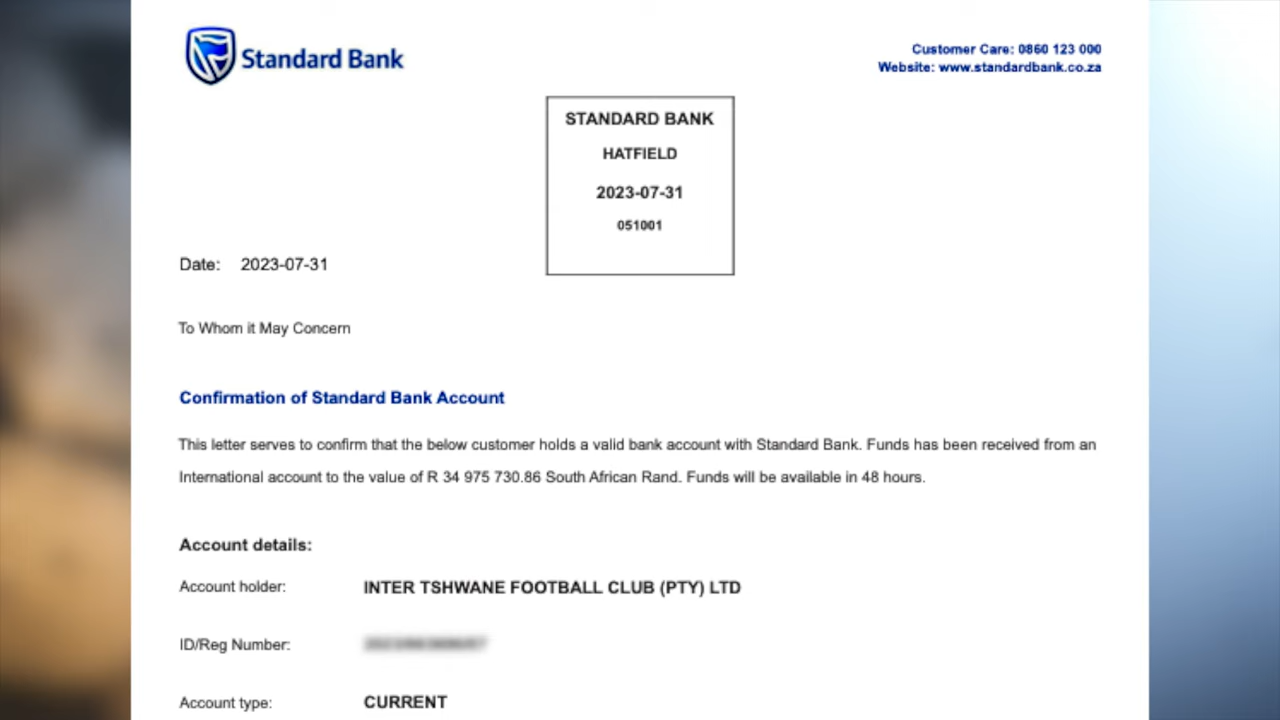 Standard Bank
Customer Care: 0860 123 000
Website: www.standardbank.co.za
STANDARD BANK
HATFIELD
2023-07-31
051001
Date: 2023-07-31
To Whom it May Concern
Confirmation of Standard Bank Account
This letter serves to confirm that the below customer holds a valid bank account with Standard Bank. Funds has been received from an
International account to the value of R 34 975 730.86 South African Rand. Funds will be available in 48 hours.
Account details:
Account holder: INTER TSHWANE FOOTBALL CLUB (PTY) LTD
ID/Reg Number:
Account type: CURRENT